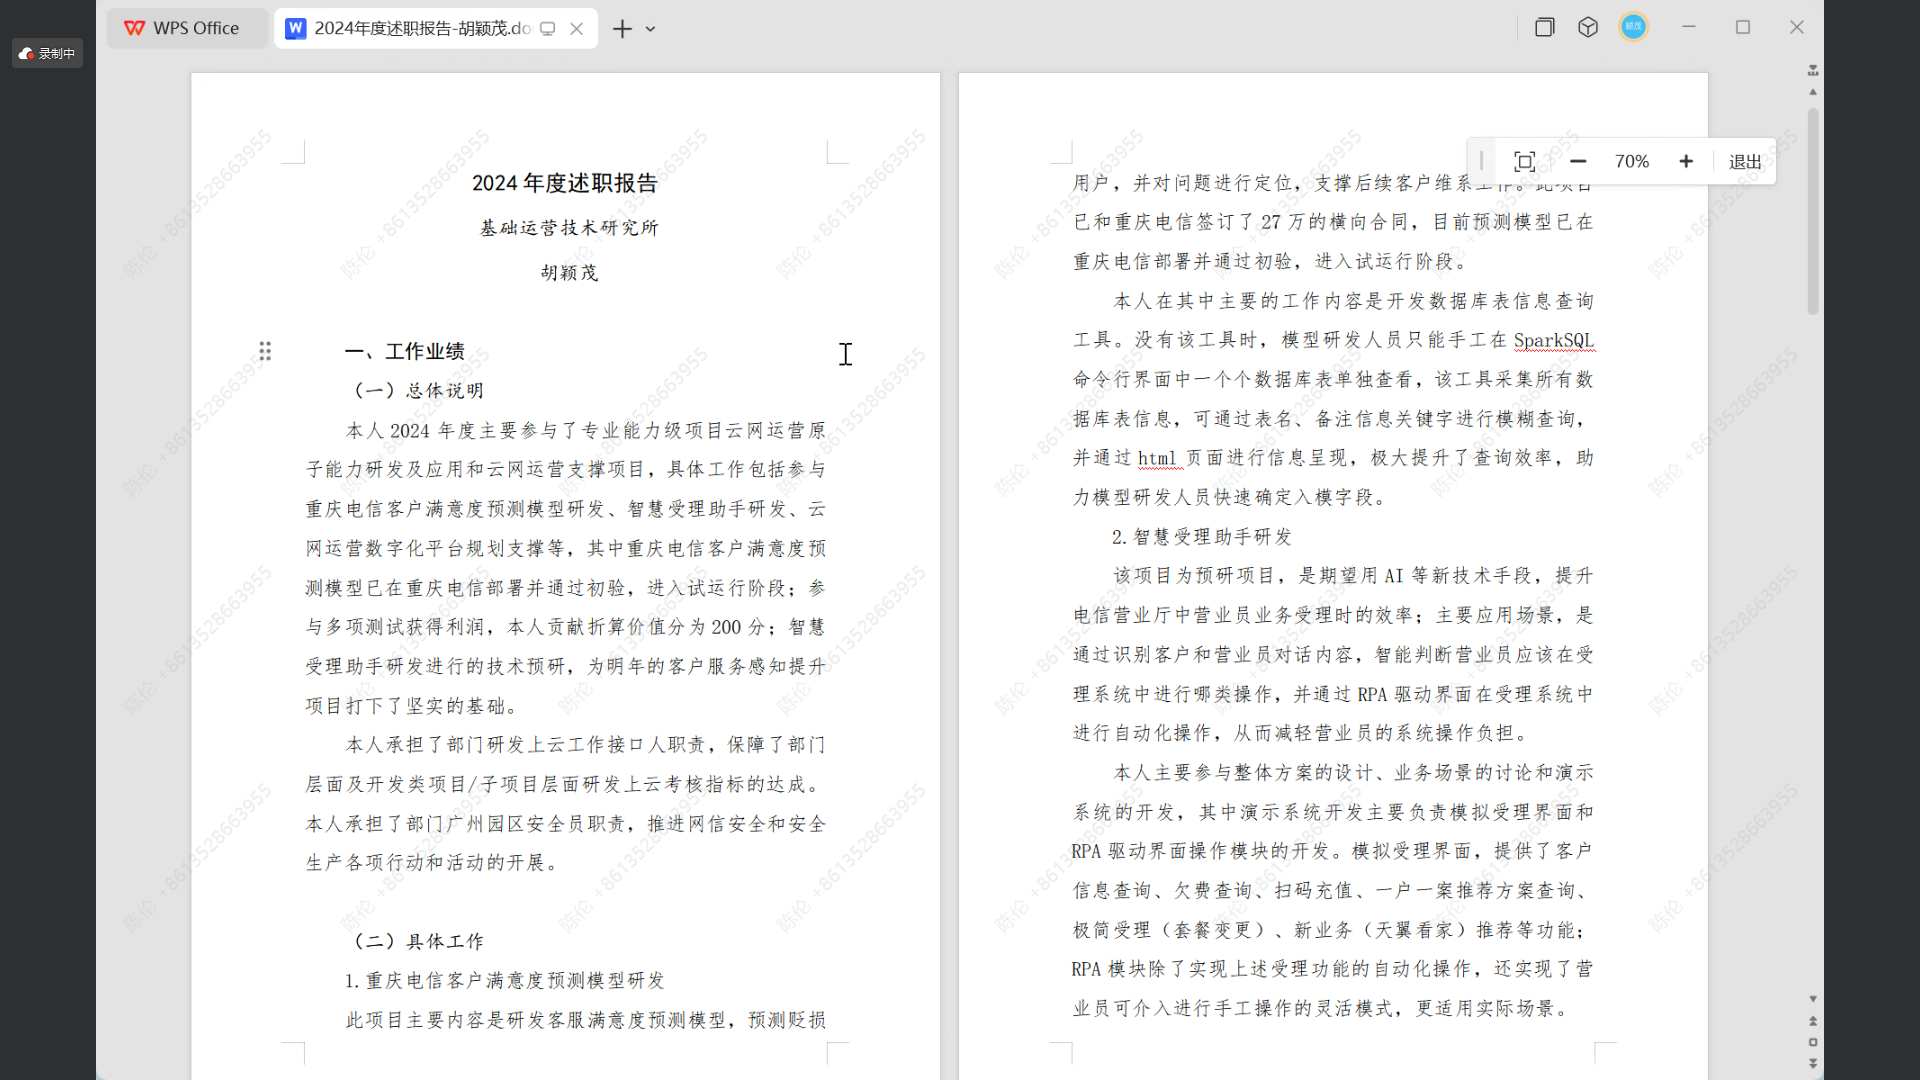 WPS Office
2024年度述职报告-胡颖茂.do
录制中
颖茂
70%
退出
2024 年度述职报告
基础运营技术研究所
胡颖茂
一、工作业绩
（一）总体说明
本人 2024 年度主要参与了专业能力级项目云网运营原
子能力研发及应用和云网运营支撑项目，具体工作包括参与
重庆电信客户满意度预测模型研发、智慧受理助手研发、云
网运营数字化平台规划支撑等，其中重庆电信客户满意度预
测模型已在重庆电信部署并通过初验，进入试运行阶段；参
与多项测试获得利润，本人贡献折算价值分为 200 分；智慧
受理助手研发进行的技术预研，为明年的客户服务感知提升
项目打下了坚实的基础。
本人承担了部门研发上云工作接口人职责，保障了部门
层面及开发类项目/子项目层面研发上云考核指标的达成。
本人承担了部门广州园区安全员职责，推进网信安全和安全
生产各项行动和活动的开展。
（二）具体工作
1.重庆电信客户满意度预测模型研发
此项目主要内容是研发客服满意度预测模型，预测贬损
用户，并对问题进行定位，支撑后续客户维系工作。此项目
已和重庆电信签订了 27 万的横向合同，目前预测模型已在
重庆电信部署并通过初验，进入试运行阶段。
本人在其中主要的工作内容是开发数据库表信息查询
工具。没有该工具时，模型研发人员只能手工在 SparkSQL
命令行界面中一个个数据库表单独查看，该工具采集所有数
据库表信息，可通过表名、备注信息关键字进行模糊查询，
并通过 html 页面进行信息呈现，极大提升了查询效率，助
力模型研发人员快速确定入模字段。
2.智慧受理助手研发
该项目为预研项目，是期望用 AI 等新技术手段，提升
电信营业厅中营业员业务受理时的效率；主要应用场景，是
通过识别客户和营业员对话内容，智能判断营业员应该在受
理系统中进行哪类操作，并通过 RPA 驱动界面在受理系统中
进行自动化操作，从而减轻营业员的系统操作负担。
本人主要参与整体方案的设计、业务场景的讨论和演示
系统的开发，其中演示系统开发主要负责模拟受理界面和
RPA 驱动界面操作模块的开发。模拟受理界面，提供了客户
信息查询、欠费查询、扫码充值、一户一案推荐方案查询、
极简受理（套餐变更）、新业务（天翼看家）推荐等功能；
RPA 模块除了实现上述受理功能的自动化操作，还实现了营
业员可介入进行手工操作的灵活模式，更适用实际场景。
陈伦 +8613528663955